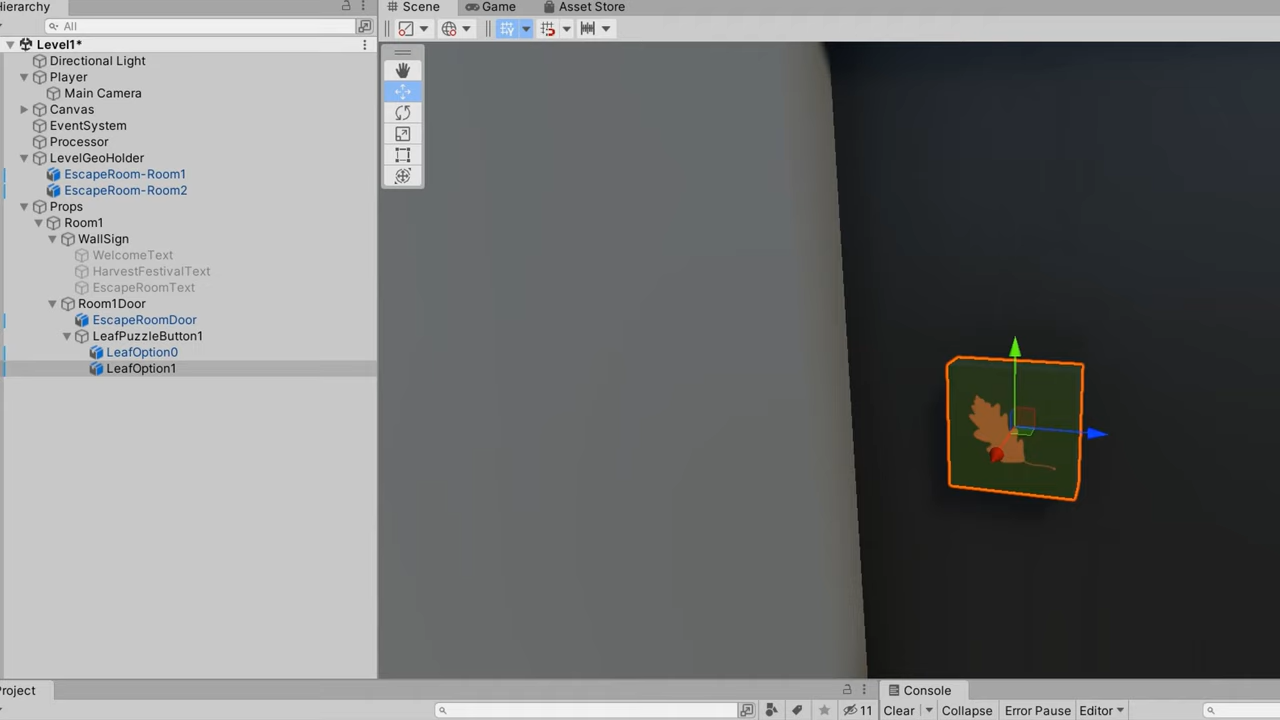 Hierarchy
Scene
Game
Asset Store
All
Level1*
Directional Light
Player
Main Camera
Canvas
EventSystem
Processor
LevelGeoHolder
EscapeRoom-Room1
EscapeRoom-Room2
Props
Room1
WallSign
WelcomeText
HarvestFestivalText
EscapeRoomText
Room1Door
EscapeRoomDoor
LeafPuzzleButton1
LeafOption0
LeafOption1
Project
Console
11
Clear
Collapse
Error Pause
Editor